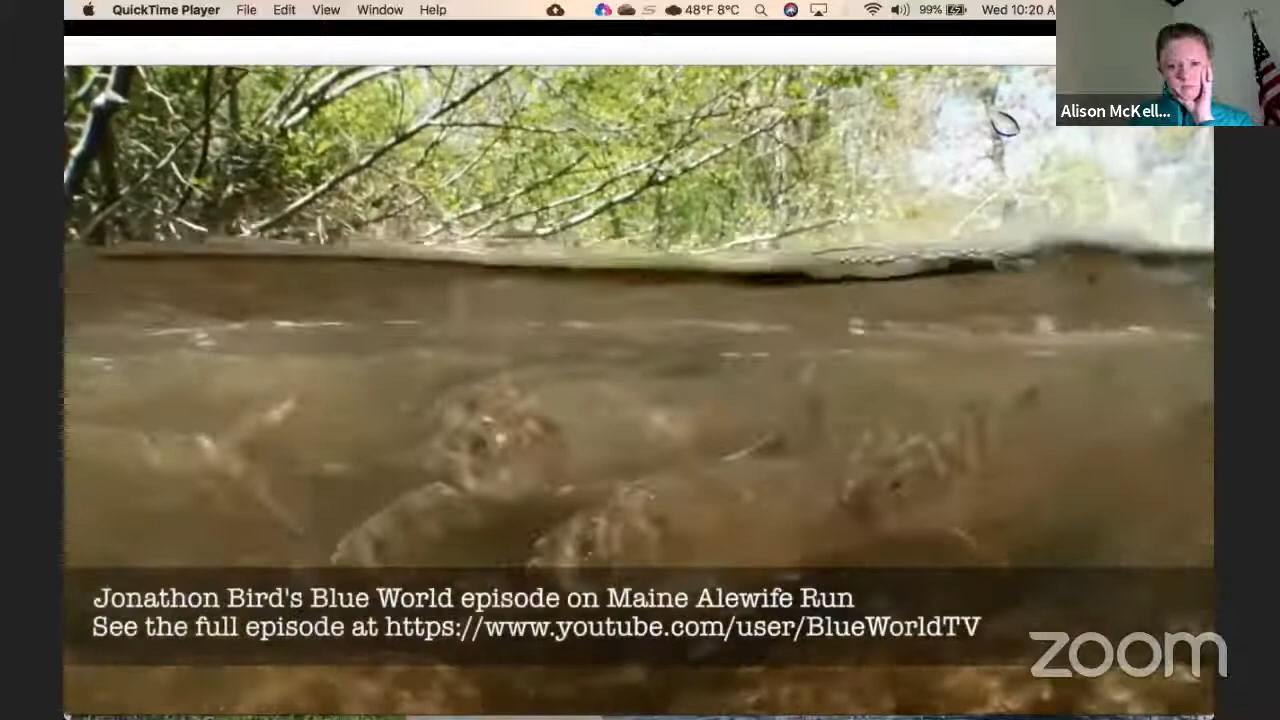 QuickTime Player File Edit View Window Help 48°F 8°C 99% Wed 10:20 A
Alison McKell...
Jonathon Bird's Blue World episode on Maine Alewife Run
See the full episode at https://www.youtube.com/user/BlueWorldTV
zoom